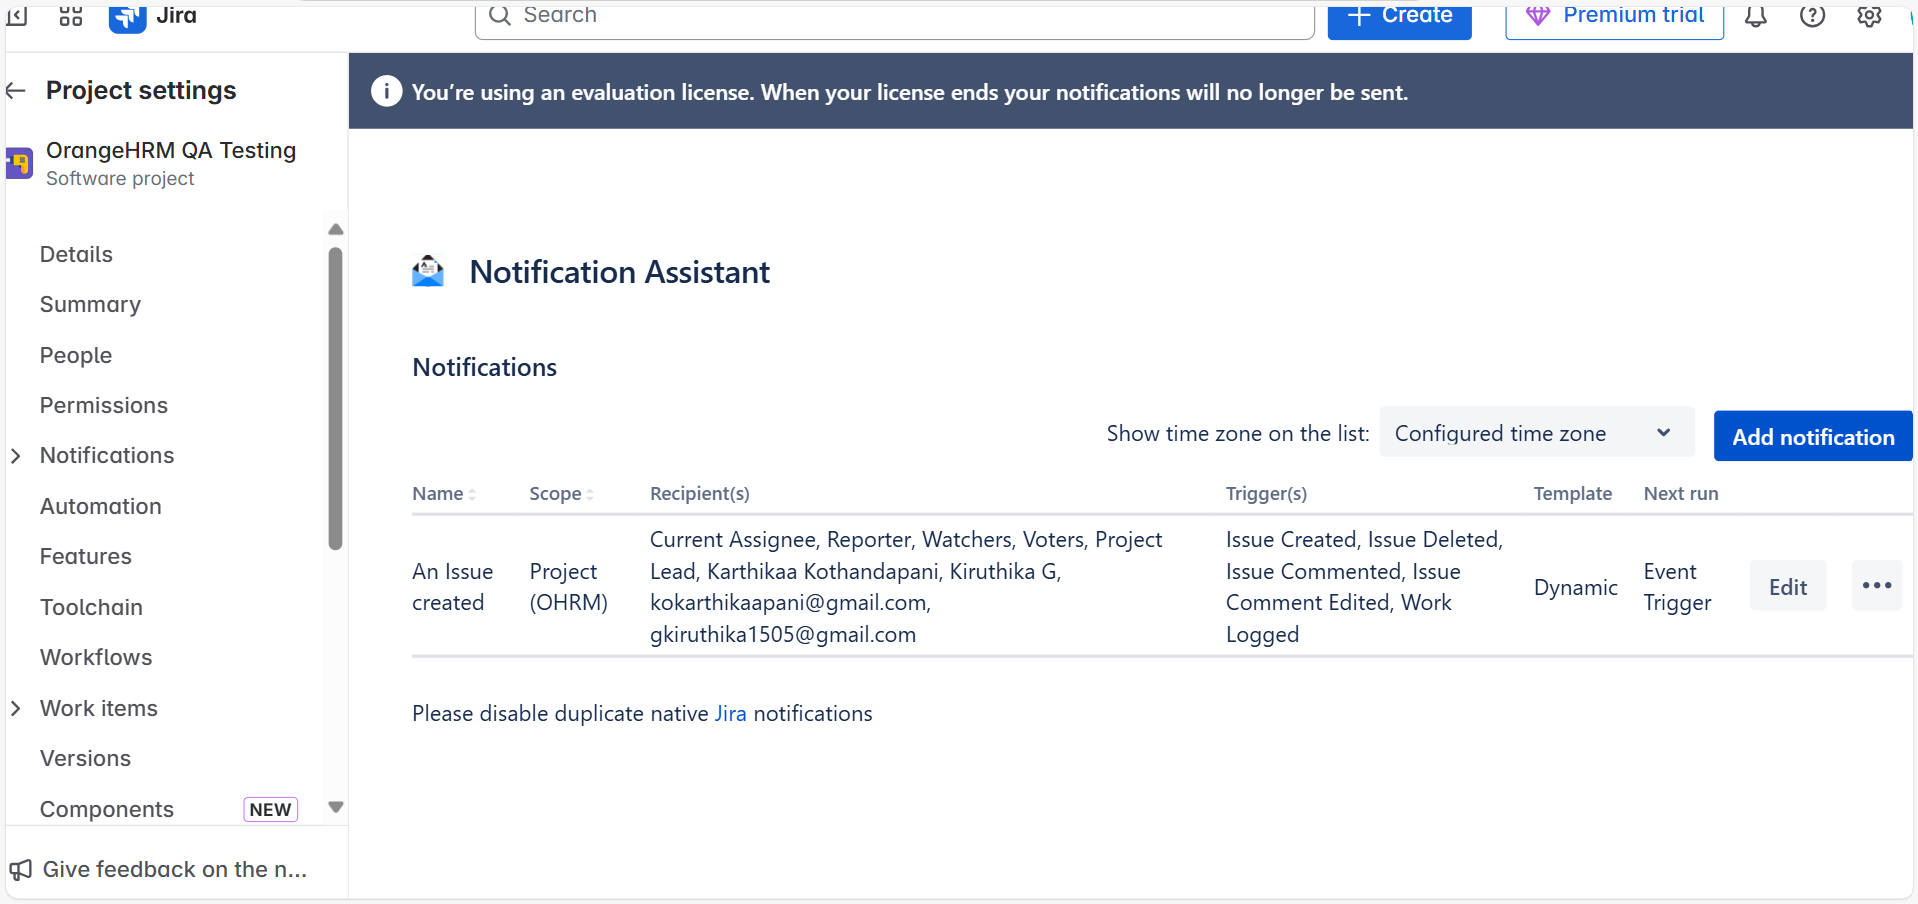 Jira
Search
Create
Premium trial
Project settings
OrangeHRM QA Testing
Software project
Details
Summary
People
Permissions
Notifications
Automation
Features
Toolchain
Workflows
Work items
Versions
Components NEW
Give feedback on the n...
You’re using an evaluation license. When your license ends your notifications will no longer be sent.
Notification Assistant
Notifications
Show time zone on the list: Configured time zone
Add notification
Name Scope Recipient(s) Trigger(s) Template Next run
An Issue
created
Project
(OHRM)
Current Assignee, Reporter, Watchers, Voters, Project
Lead, Karthikaa Kothandapani, Kiruthika G,
kokarthikaapani@gmail.com,
gkiruthika1505@gmail.com
Issue Created, Issue Deleted,
Issue Commented, Issue
Comment Edited, Work
Logged
Dynamic
Event
Trigger
Edit
Please disable duplicate native Jira notifications